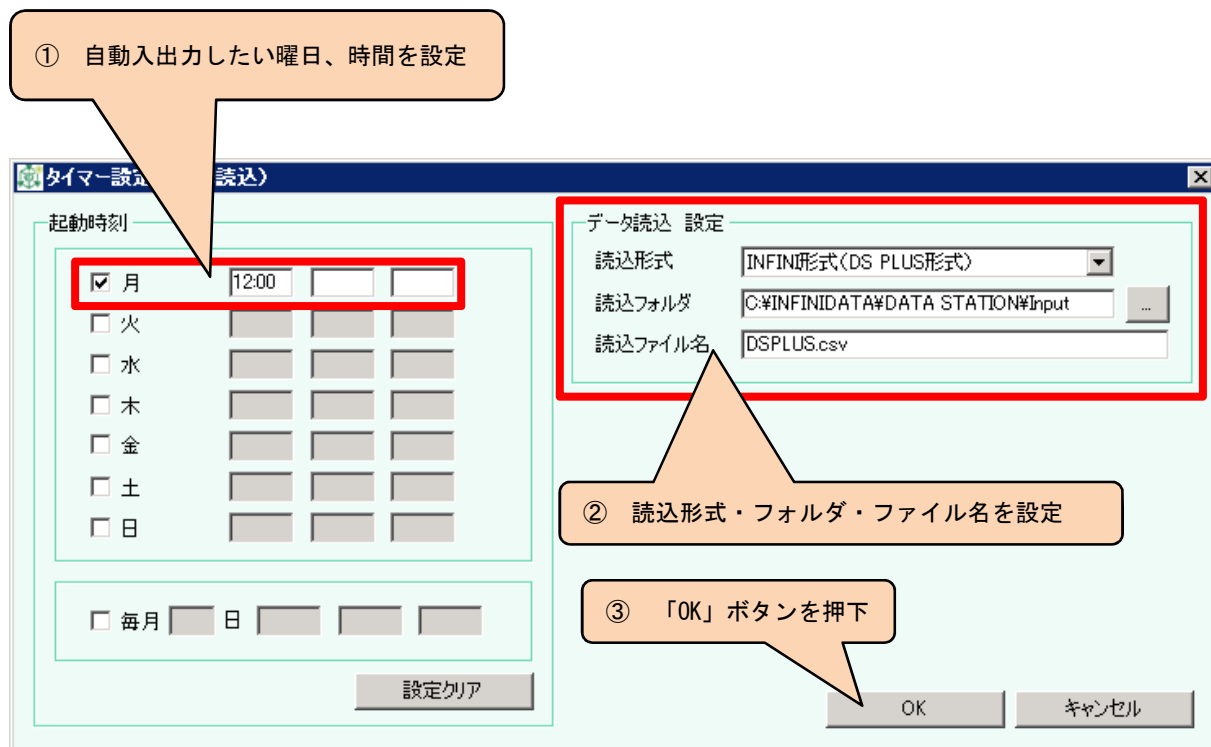 ① 自動入出力したい曜日、時間を設定
タイマー設定
読込）
起動時刻
月 12:00
火
水
木
金
土
日
毎月 日
設定クリア
データ読込 設定
読込形式 INFINI形式(DS PLUS形式)
読込フォルダ C:¥INFINIDATA¥DATA STATION¥Input ...
読込ファイル名 DSPLUS.csv
② 読込形式・フォルダ・ファイル名を設定
③ 「OK」ボタンを押下
OK キャンセル